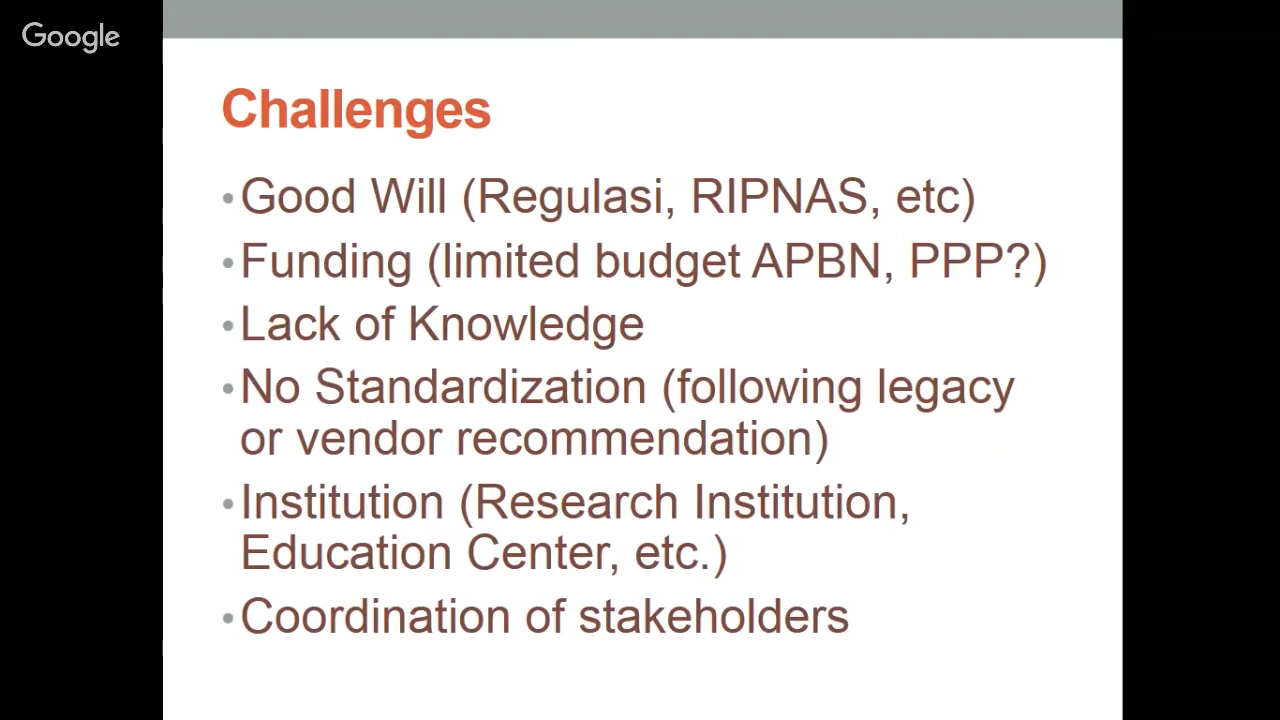 Google
Challenges
•Good Will (Regulasi, RIPNAS, etc)
•Funding (limited budget APBN, PPP?)
•Lack of Knowledge
•No Standardization (following legacy
or vendor recommendation)
•Institution (Research Institution,
Education Center, etc.)
•Coordination of stakeholders